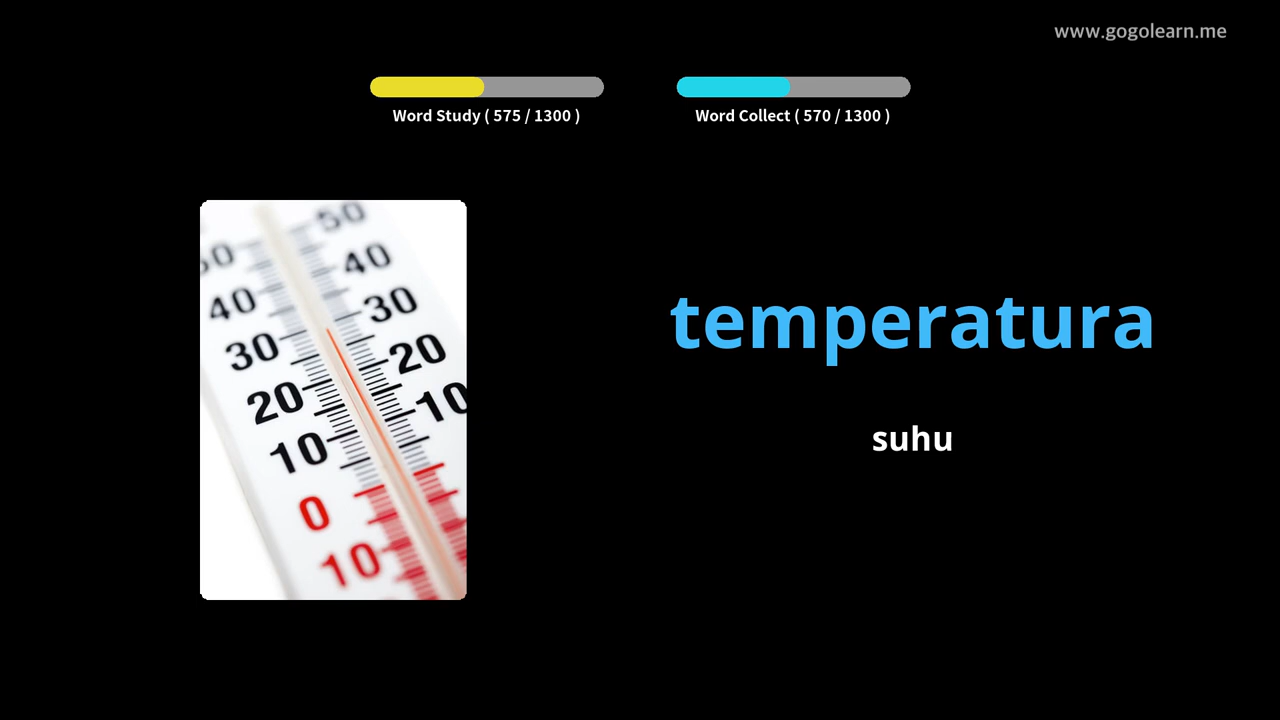 www.gogolearn.me
Word Study ( 575 / 1300 )
Word Collect ( 570 / 1300 )
50
50
40
40
30
30
20
20
10
10
0
10
temperatura
suhu